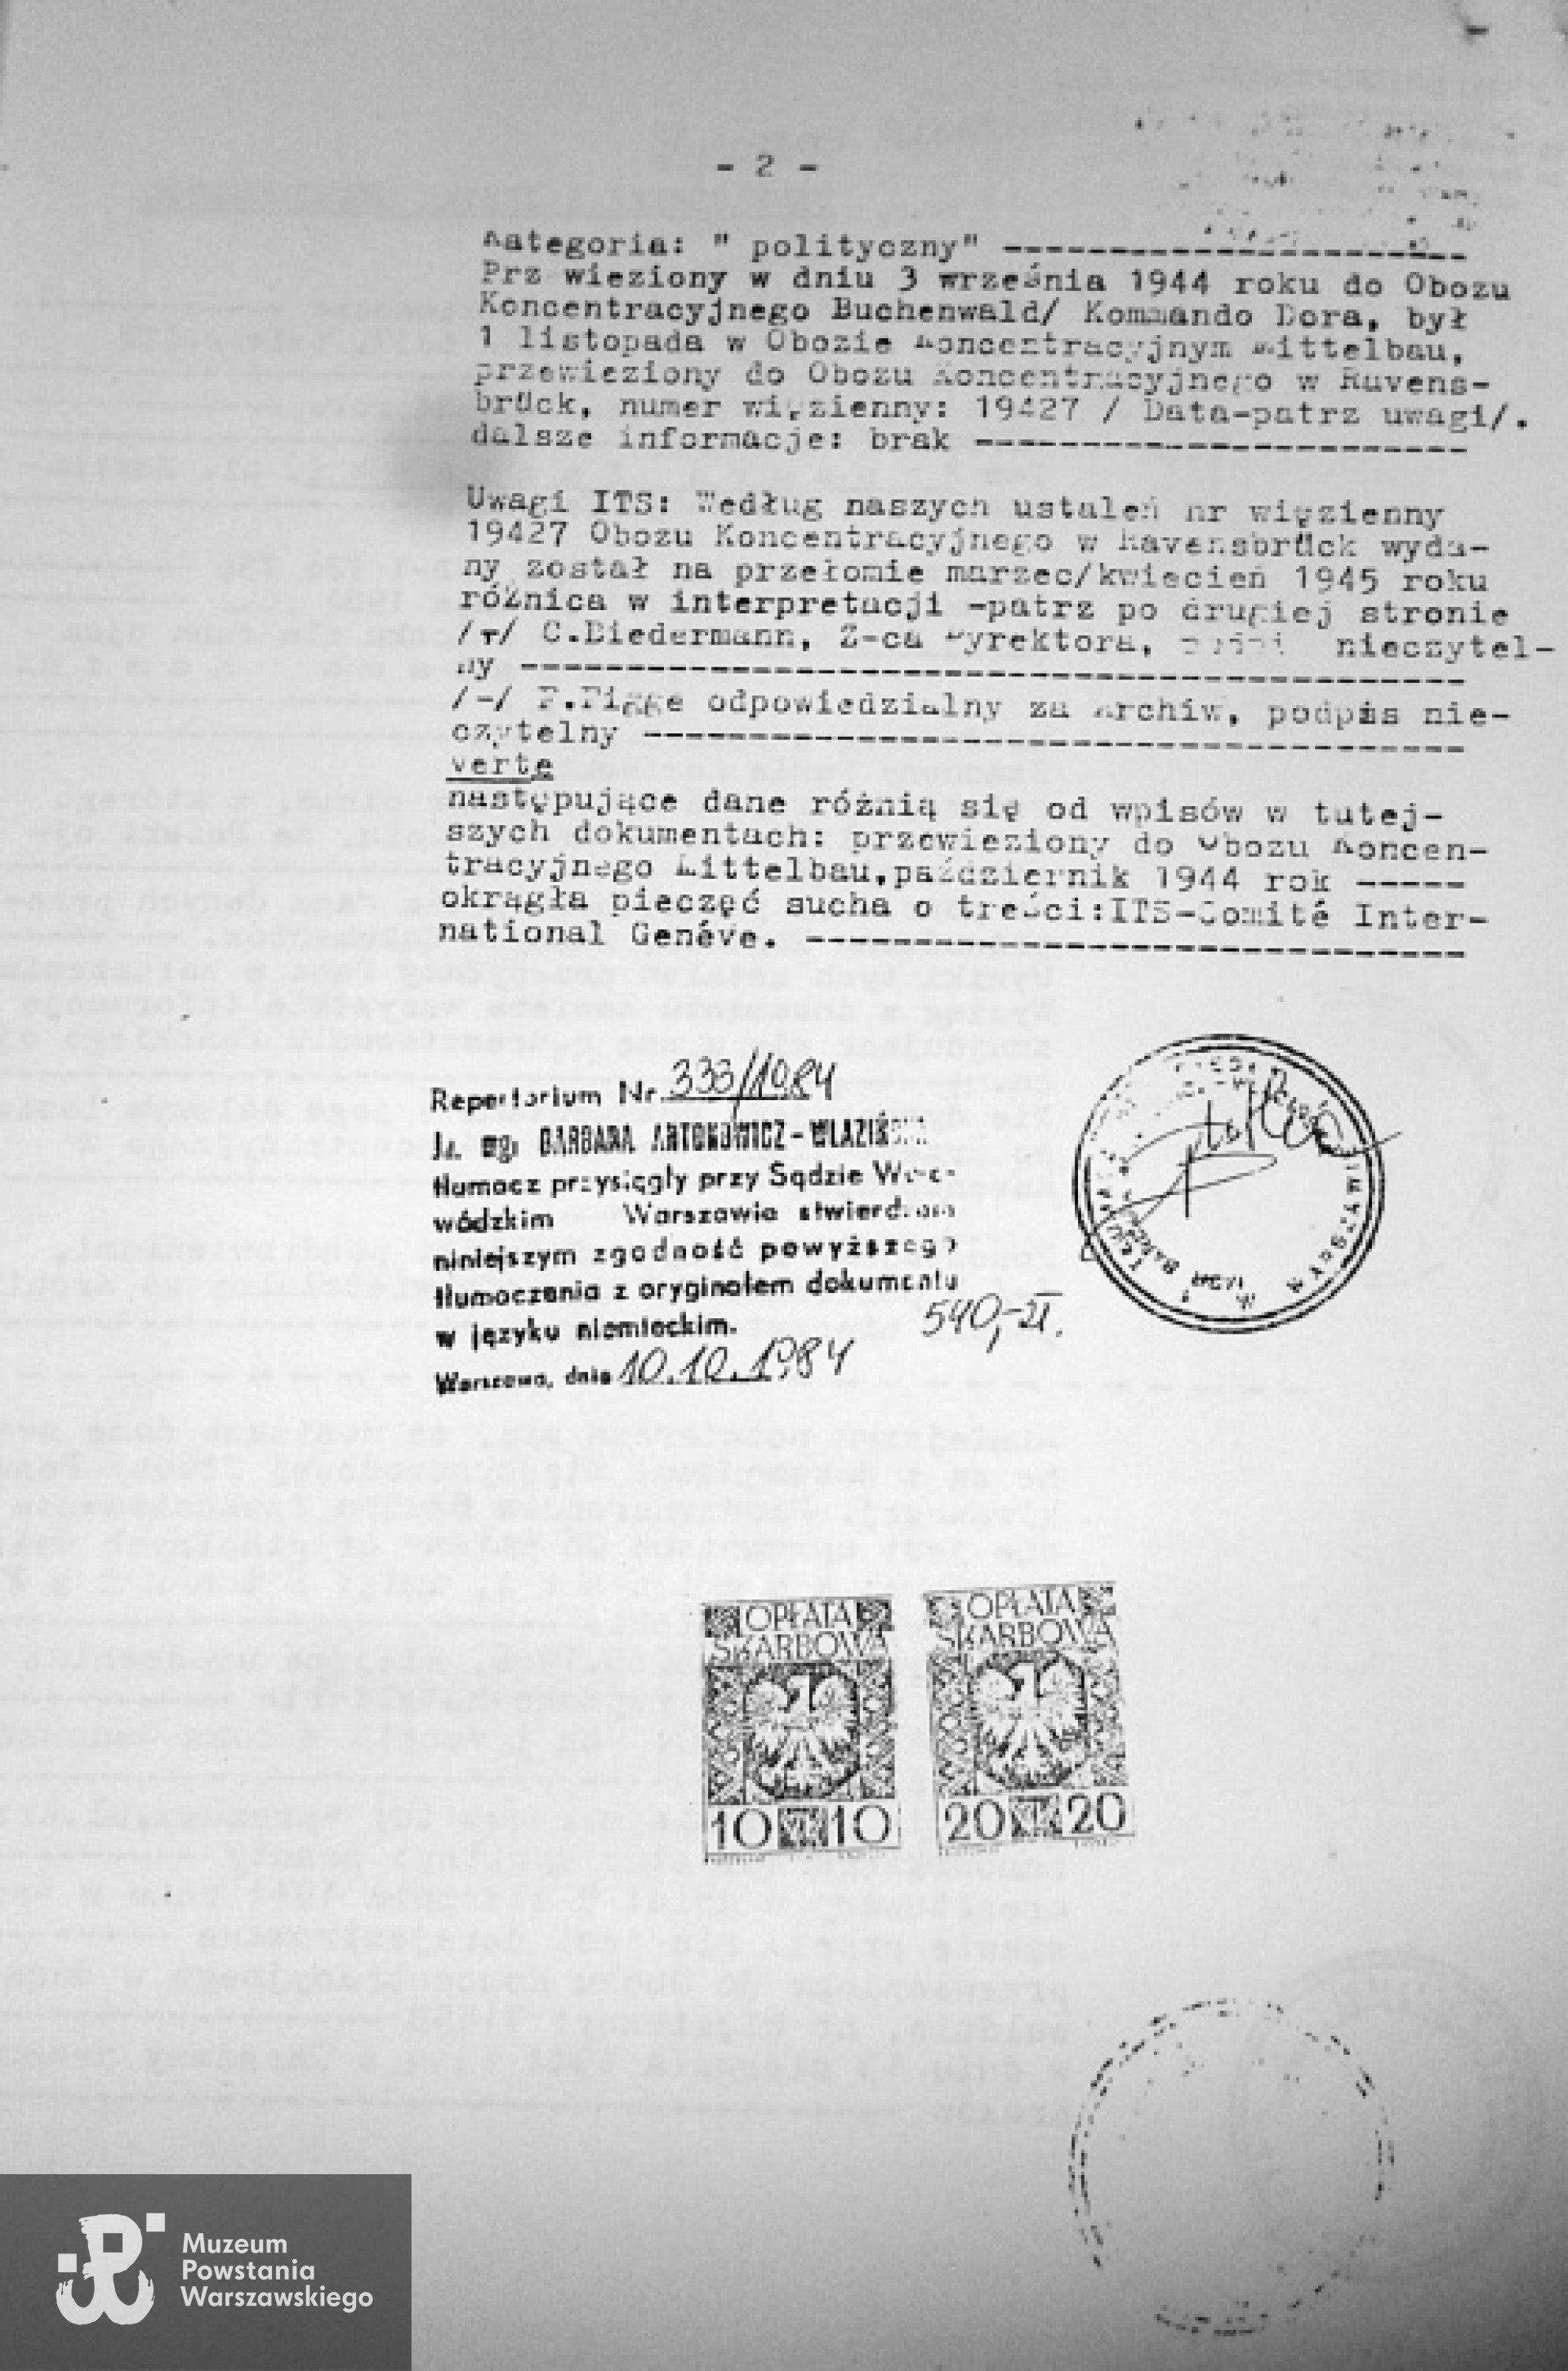 - 2 -
Kategoria: " polityczny" ---------------------
Prz wieziony w dniu 3 września 1944 roku do Obozu
Koncentracyjnego Buchenwald/ Kommando Dora, był
1 listopada w Obozie Koncentracyjnym Mittelbau,
przewieziony do Obozu Koncentracyjnego w Ravens-
brück, numer więzienny: 19427 / Data-patrz uwagi/.
dalsze informacje: brak ----------------------
Uwagi ITS: Według naszych ustaleń nr więzienny
19427 Obozu Koncentracyjnego w Ravensbrück wyda-
ny został na przełomie marzec/kwiecień 1945 roku
różnica w interpretacji -patrz po drugiej stronie
/-/ C.Biedermann, Z-ca Dyrektora, nieczytel-
ny ------------------------------------------
/-/ odpowiedzialny za Archiw, podpis nie-
czytelny -------------------------------------
verte
następujące dane różnią się od wpisów w tutej-
szych dokumentach: przewieziony do Obozu Koncen-
tracyjnego Mittelbau,październik 1944 rok -----
okrągła pieczęć sucha o treści:ITS-Comité Inter-
national Genéve. ------------------------------
Repertorium Nr. 333/1984
mgr BARBARA ANTONOWICZ-WLAZIŃSKA
tłumacz przysięgły przy Sądzie Woje-
wódzkim Warszawie stwierdzam
niniejszym zgodność powyższego
tłumaczenia z oryginałem dokumentu
w języku niemieckim.
540,-zł.
Warszawa, dnia 10.10.1984
OPŁATA
SKARBOWA
10 ZŁ 10
OPŁATA
SKARBOWA
20 ZŁ 20
Muzeum
Powstania
Warszawskiego